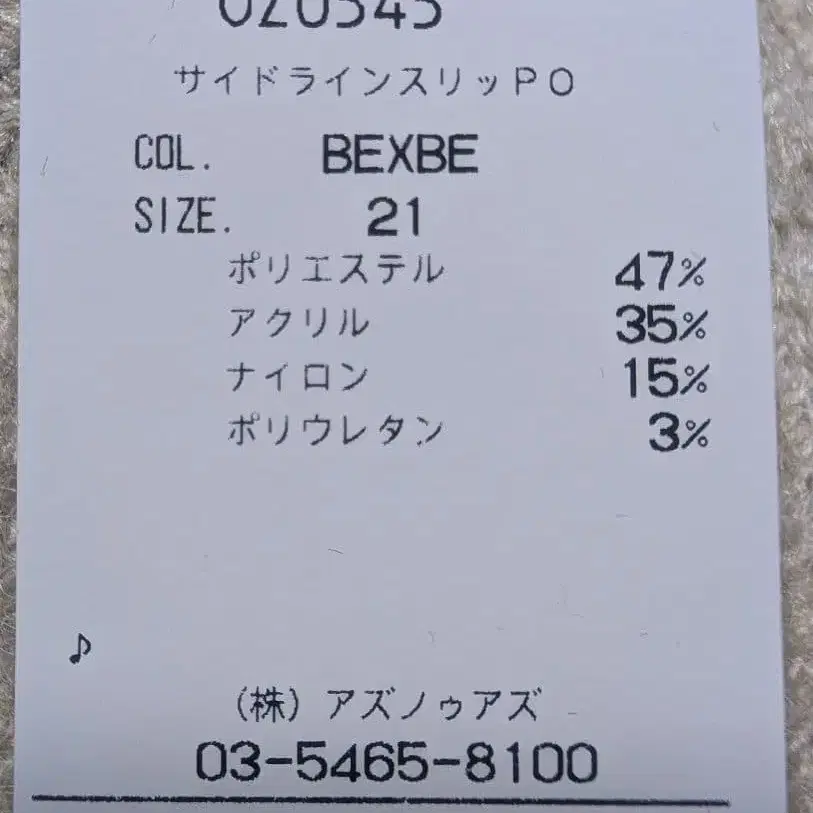 020545
サイドラインスリッPO
COL. BEXBE
SIZE. 21
ポリエステル 47%
アクリル 35%
ナイロン 15%
ポリウレタン 3%
♪
(株) アズノゥアズ
03-5465-8100